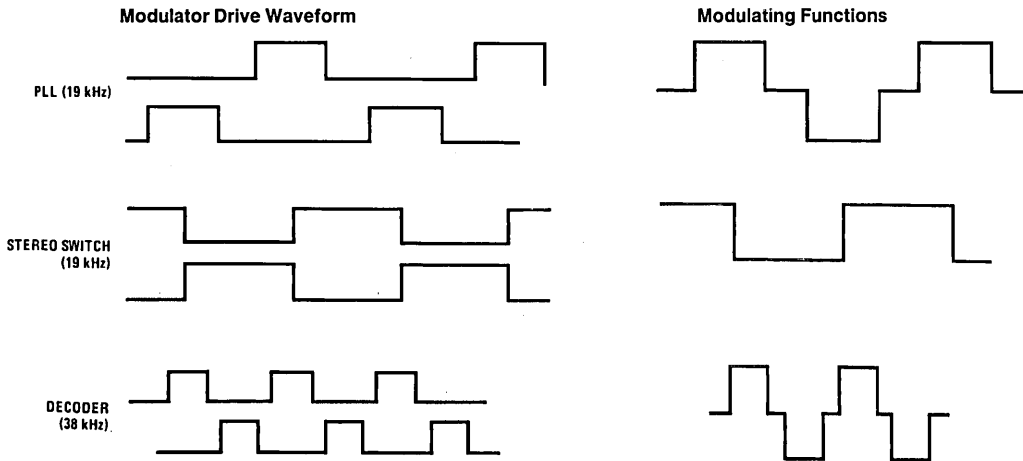 Modulator Drive Waveform
Modulating Functions
PLL (19 kHz)
STEREO SWITCH
(19 kHz)
DECODER
(38 kHz)